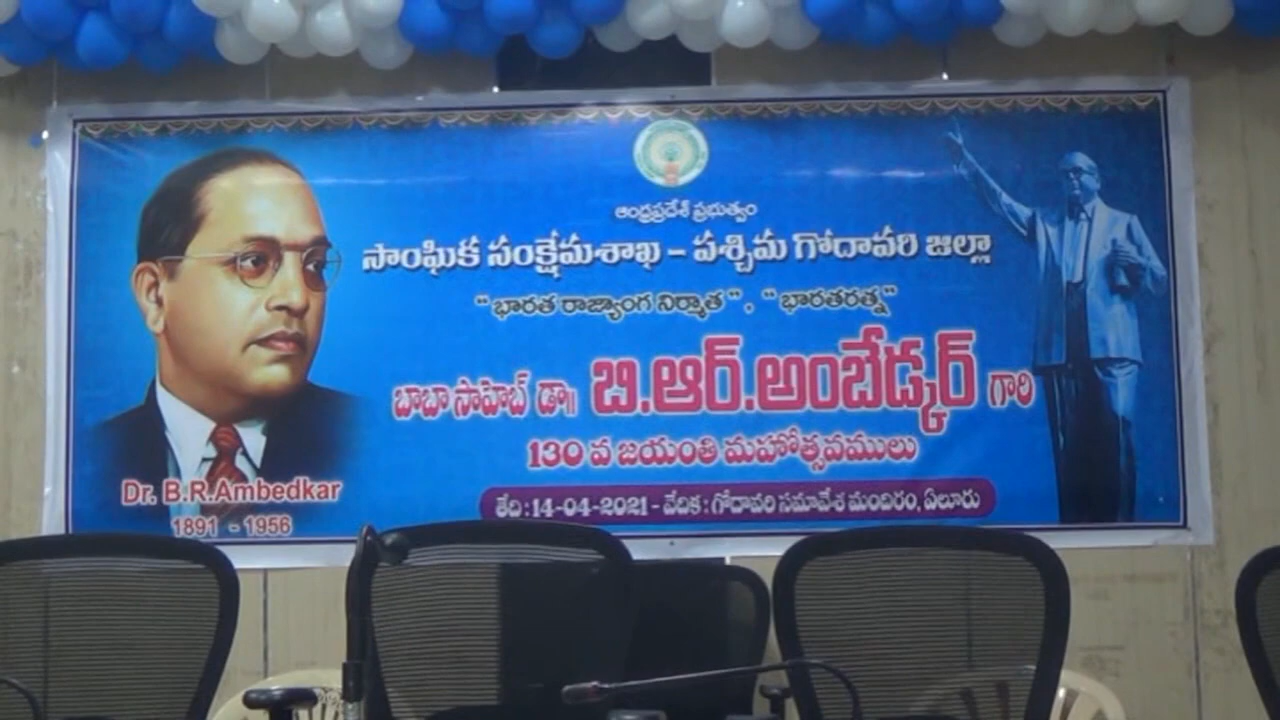 ఆంధ్రప్రదేశ్ ప్రభుత్వం
సాంఘిక సంక్షేమశాఖ – పశ్చిమ గోదావరి జిల్లా
“ భారత రాజ్యాంగ నిర్మాత ” . “ భారతరత్న”
బాబా సాహెబ్ డా॥ బి.ఆర్.అంబేడ్కర్ గారి
130 వ జయంతి మహోత్సవములు
తేది : 14-04-2021 - వేదిక : గోదావరి సమావేశ మందిరం, ఏలూరు
Dr. B.R.Ambedkar
1891 - 1956